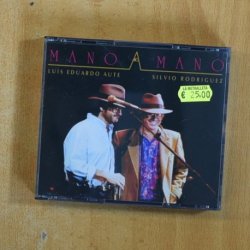 MANO A MANO
LUIS EDUARDO AUTE SILVIO RODRIGUEZ
€ 25.00